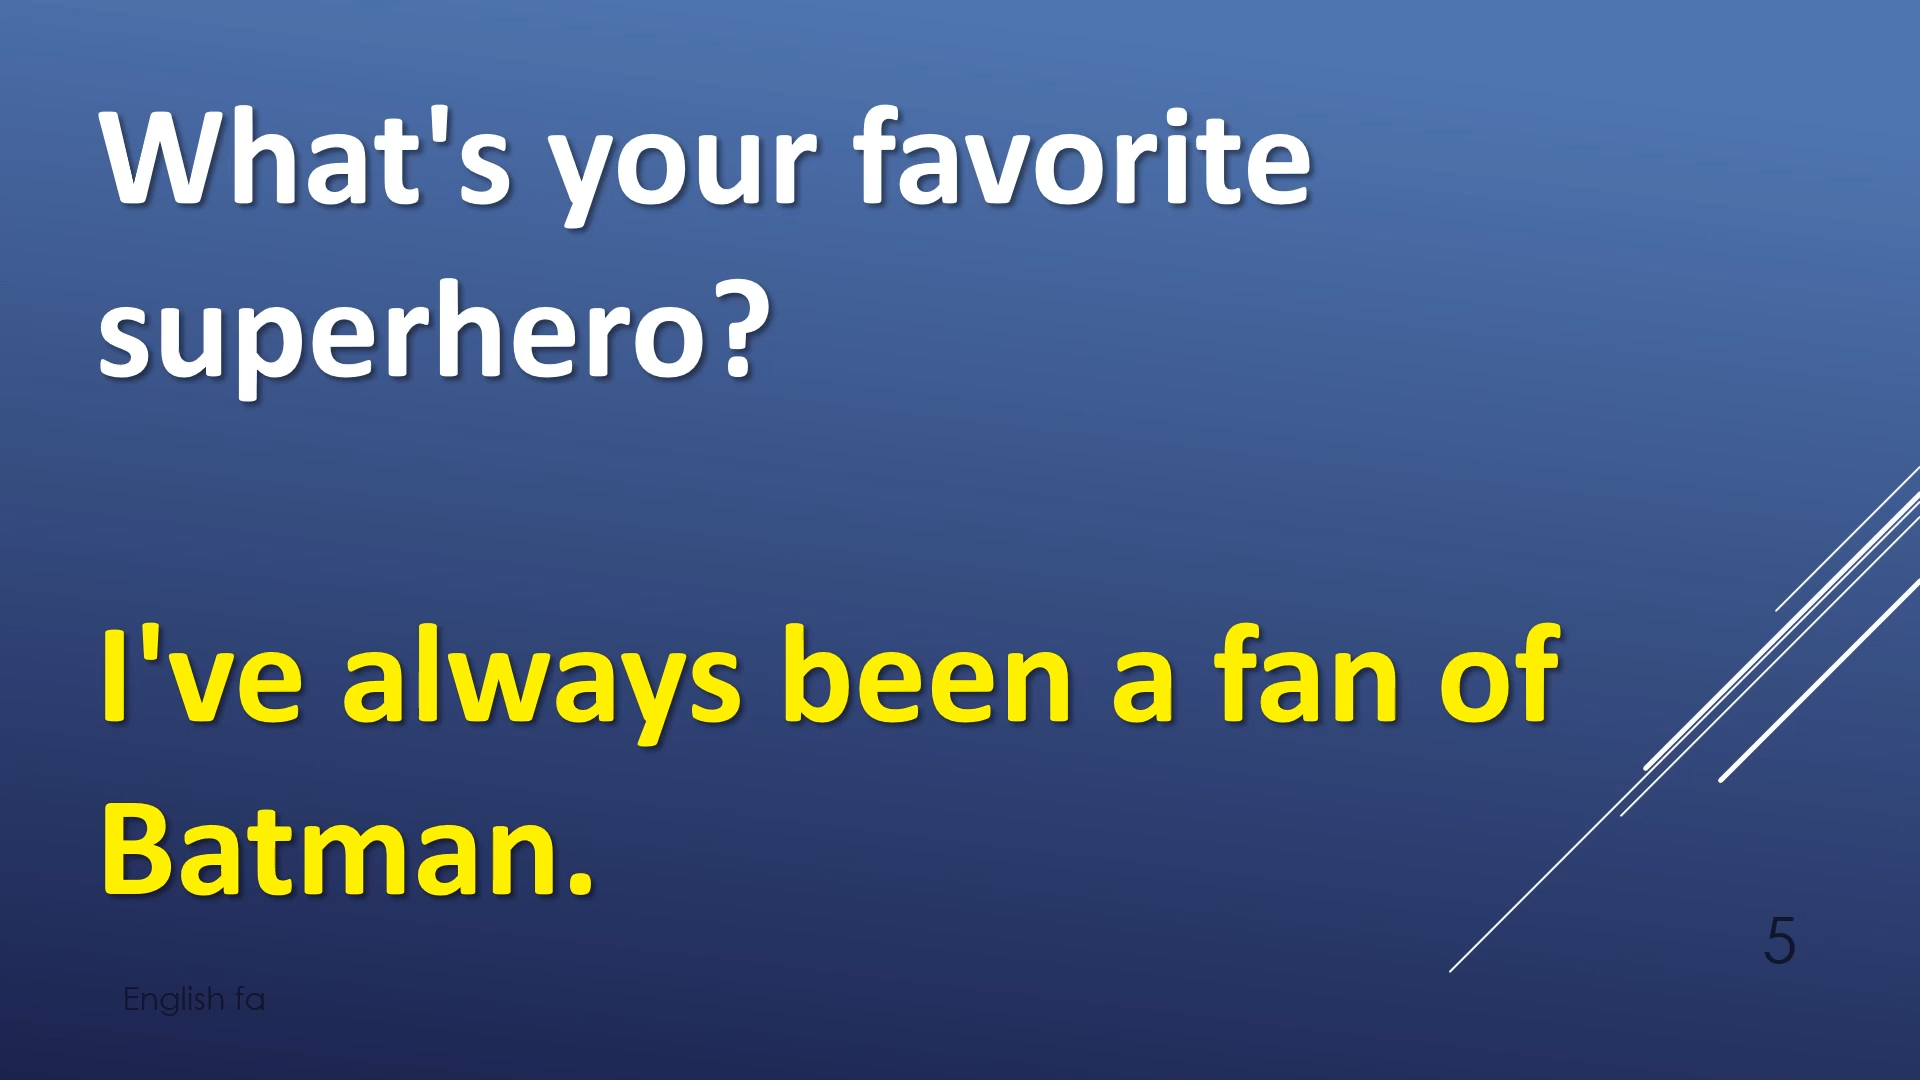 What's your favorite
superhero?
I've always been a fan of
Batman.
5
English fa